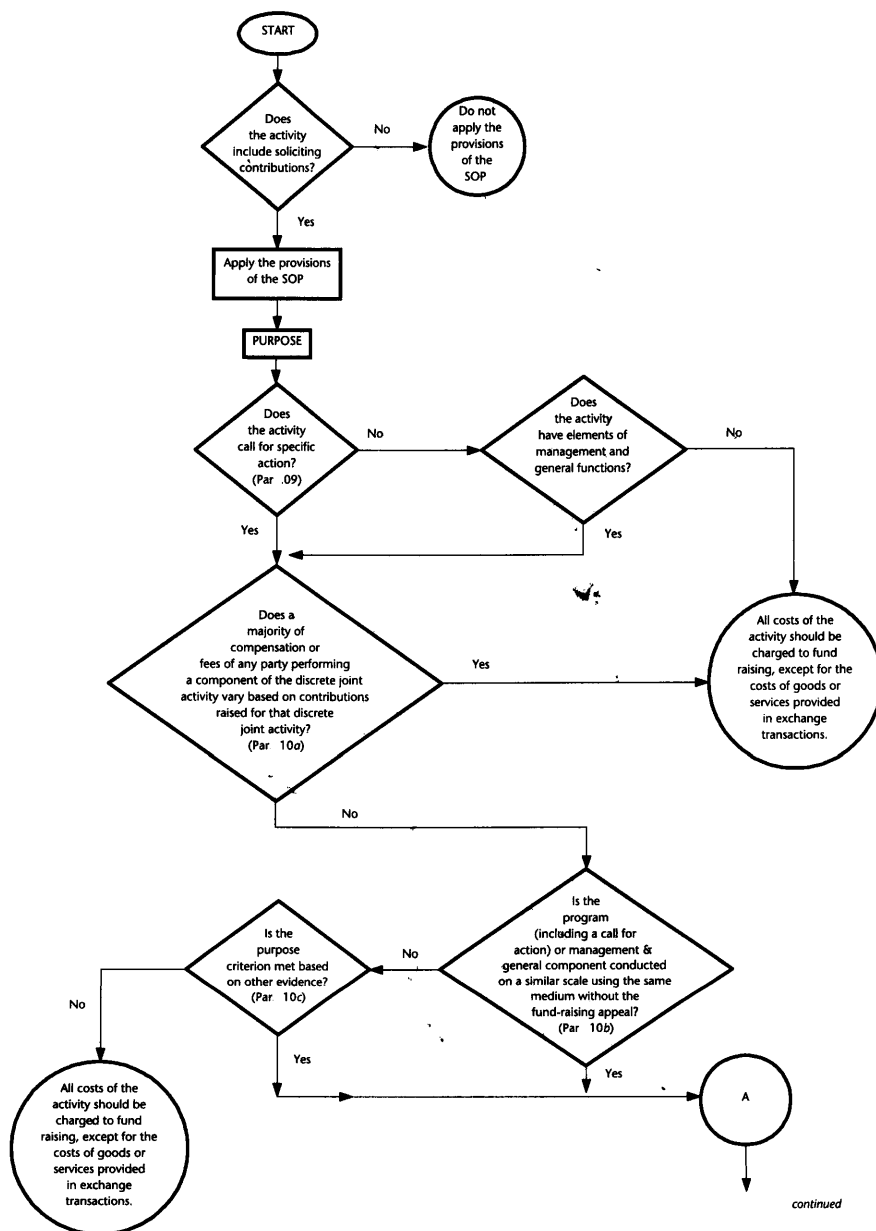 START
Does
the activity
include soliciting
contributions?
No
Do not
apply the
provisions
of the
SOP
Yes
Apply the provisions
of the SOP
PURPOSE
Does
the activity
call for specific
action?
(Par .09)
No
Does
the activity
have elements of
management and
general functions?
No
Yes
Yes
Does a
majority of
compensation or
fees of any party performing
a component of the discrete joint
activity vary based on contributions
raised for that discrete
joint activity?
(Par 10a)
Yes
All costs of the
activity should be
charged to fund
raising, except for the
costs of goods or
services provided
in exchange
transactions.
No
Is the
program
(including a call for
action) or management &
general component conducted
on a similar scale using the same
medium without the
fund-raising appeal?
(Par 10b)
No
Is the
purpose
criterion met based
on other evidence?
(Par 10c)
No
Yes
Yes
All costs of the
activity should be
charged to fund
raising, except for the
costs of goods or
services provided
in exchange
transactions.
A
continued